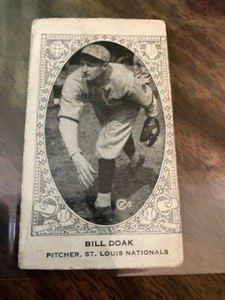 BILL DOAK
PITCHER, ST. LOUIS NATIONALS